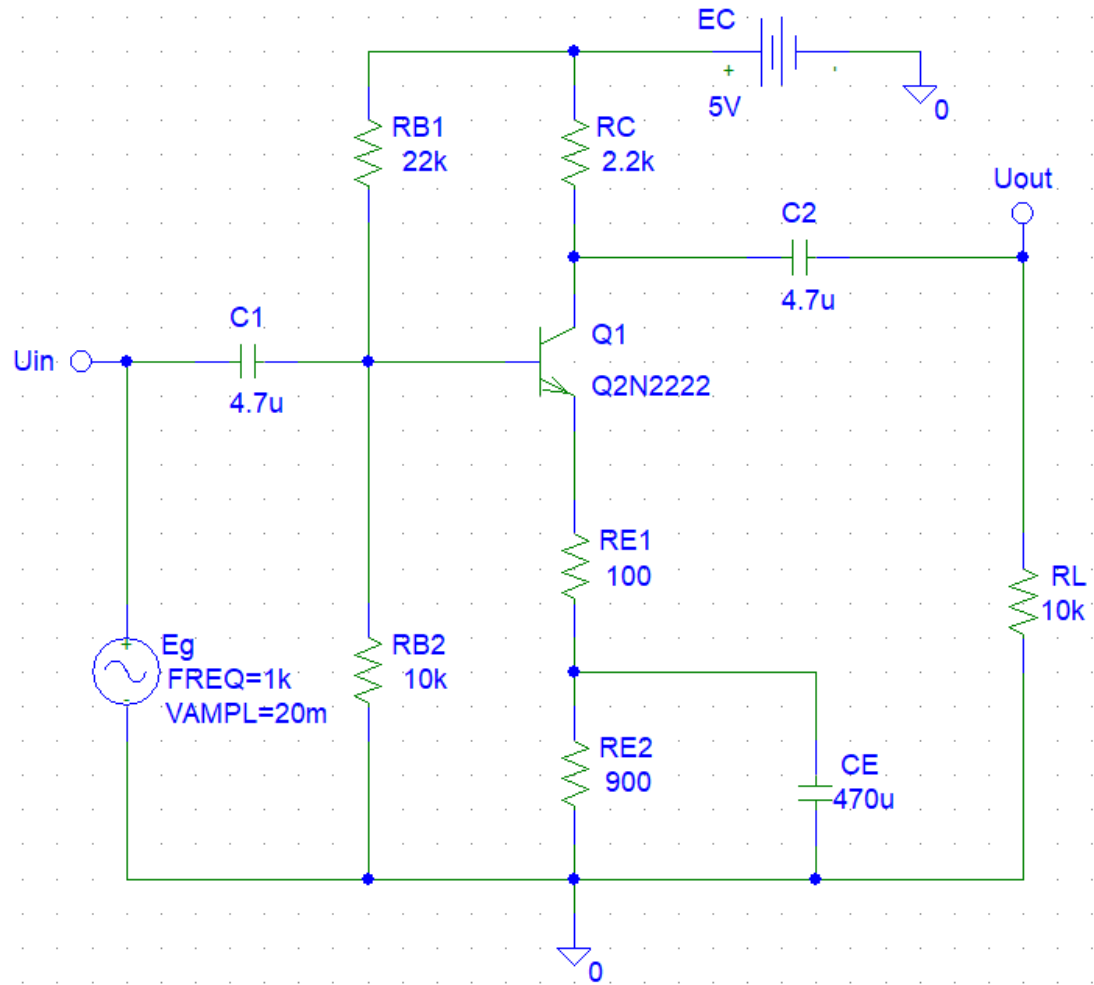 EC
+
-
5V
0
RB1
22k
RC
2.2k
Uout
C2
4.7u
C1
Uin
4.7u
Q1
Q2N2222
RE1
100
RL
10k
+
Eg
FREQ=1k
-
VAMPL=20m
RB2
10k
RE2
900
CE
470u
0